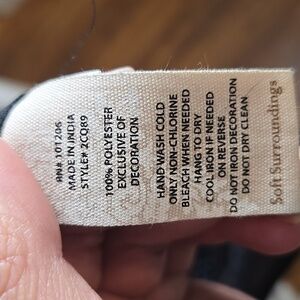 RN# 101206
MADE IN INDIA
STYLE# 2CQ89
100% POLYESTER
EXCLUSIVE OF
DECORATION
HAND WASH COLD
ONLY NON-CHLORINE
BLEACH WHEN NEEDED
HANG TO DRY
COOL IRON IF NEEDED
ON REVERSE
DO NOT IRON DECORATION
DO NOT DRY CLEAN
Soft Surroundings